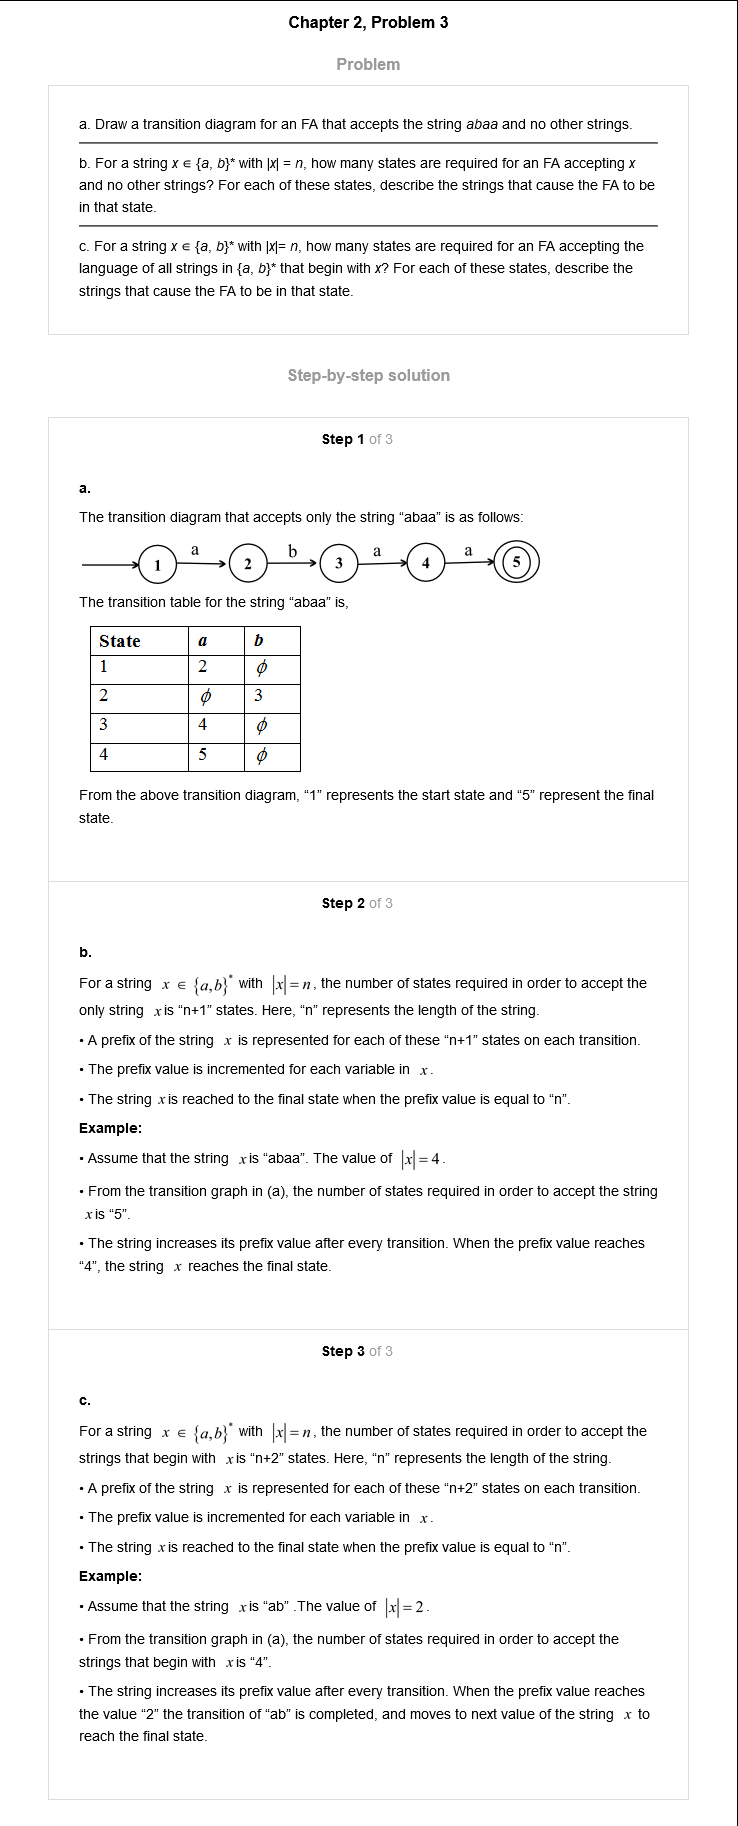 Chapter 2, Problem 3
Problem
a. Draw a transition diagram for an FA that accepts the string abaa and no other strings.
b. For a string x ∈ {a, b}* with |x| = n, how many states are required for an FA accepting x
and no other strings? For each of these states, describe the strings that cause the FA to be
in that state.
c. For a string x ∈ {a, b}* with |x|= n, how many states are required for an FA accepting the
language of all strings in {a, b}* that begin with x? For each of these states, describe the
strings that cause the FA to be in that state.
Step-by-step solution
Step 1 of 3
a.
The transition diagram that accepts only the string “abaa” is as follows:
a b a a
1 2 3 4 5
The transition table for the string “abaa” is,
State a b
1 2 ϕ
2 ϕ 3
3 4 ϕ
4 5 ϕ
From the above transition diagram, “1” represents the start state and “5” represent the final
state.
Step 2 of 3
b.
For a string x ∈ {a,b}* with |x| = n, the number of states required in order to accept the
only string x is “n+1” states. Here, “n” represents the length of the string.
• A prefix of the string x is represented for each of these “n+1” states on each transition.
• The prefix value is incremented for each variable in x.
• The string x is reached to the final state when the prefix value is equal to “n”.
Example:
• Assume that the string x is “abaa”. The value of |x| = 4.
• From the transition graph in (a), the number of states required in order to accept the string
x is “5”.
• The string increases its prefix value after every transition. When the prefix value reaches
“4”, the string x reaches the final state.
Step 3 of 3
c.
For a string x ∈ {a,b}* with |x| = n, the number of states required in order to accept the
strings that begin with x is “n+2” states. Here, “n” represents the length of the string.
• A prefix of the string x is represented for each of these “n+2” states on each transition.
• The prefix value is incremented for each variable in x.
• The string x is reached to the final state when the prefix value is equal to “n”.
Example:
• Assume that the string x is “ab” .The value of |x| = 2.
• From the transition graph in (a), the number of states required in order to accept the
strings that begin with x is “4”.
• The string increases its prefix value after every transition. When the prefix value reaches
the value “2” the transition of “ab” is completed, and moves to next value of the string x to
reach the final state.